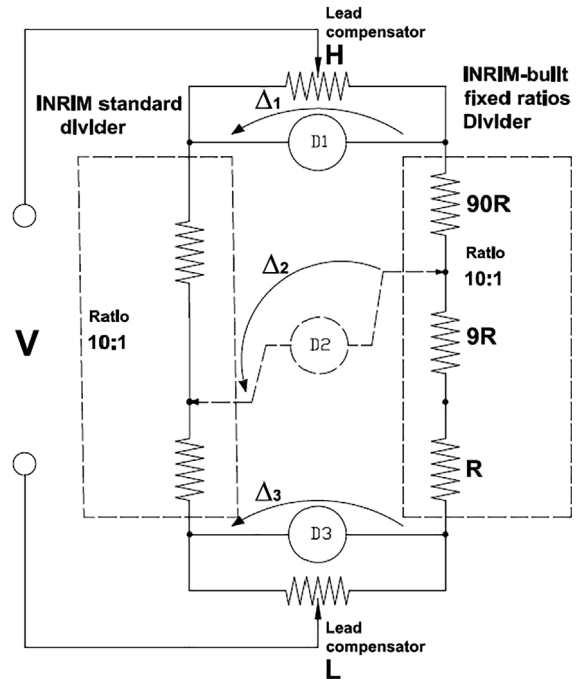 Lead
compensator
H
INRIM standard
divider
INRIM-built
fixed ratios
Divider
Δ1
D1
90R
Δ2
Ratio
10:1
Ratio
10:1
V
D2
9R
R
Δ3
D3
Lead
compensator
L